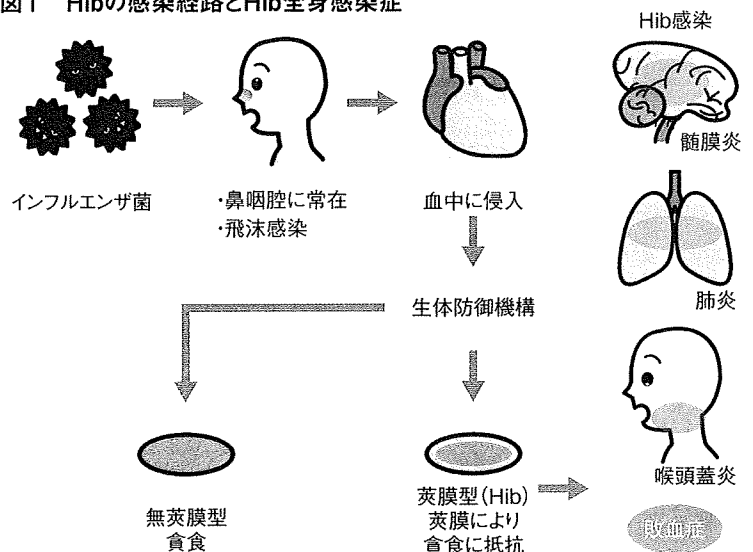 図1 Hibの感染経路とHib全身感染症
Hib感染
インフルエンザ菌
・鼻咽腔に常在
・飛沫感染
血中に侵入
髄膜炎
肺炎
生体防御機構
喉頭蓋炎
無莢膜型
貪食
莢膜型(Hib)
莢膜により
貪食に抵抗
敗血症